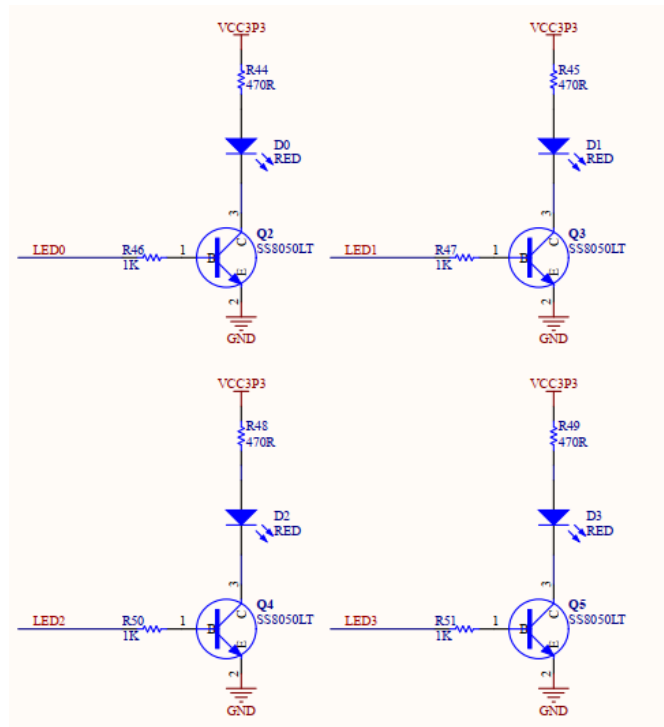 VCC3P3
R44
470R
D0
RED
3
Q2
SS8050LT
C
LED0
R46
1K
1
B
E
2
GND
VCC3P3
R45
470R
D1
RED
3
Q3
SS8050LT
C
LED1
R47
1K
1
B
E
2
GND
VCC3P3
R48
470R
D2
RED
3
Q4
SS8050LT
C
LED2
R50
1K
1
B
E
2
GND
VCC3P3
R49
470R
D3
RED
3
Q5
SS8050LT
C
LED3
R51
1K
1
B
E
2
GND